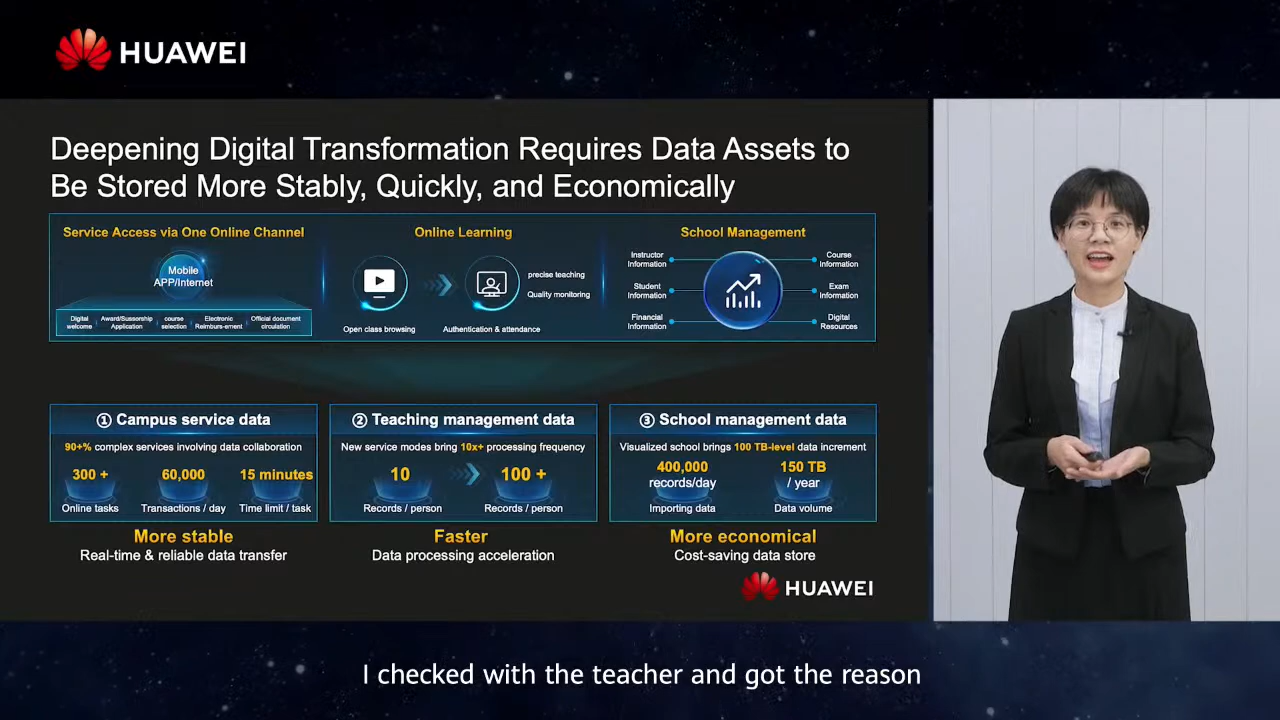 HUAWEI
Deepening Digital Transformation Requires Data Assets to
Be Stored More Stably, Quickly, and Economically
Service Access via One Online Channel
Mobile
APP/Internet
Digital
welcome
Award/Sussorship
Application
course
selection
Electronic
Reimburs-ement
Official document
circulation
Online Learning
Open class browsing
Authentication & attendance
precise teaching
Quality monitoring
School Management
Instructor
Information
Student
Information
Financial
Information
Course
Information
Exam
Information
Digital
Resources
① Campus service data
90+% complex services involving data collaboration
300 +
Online tasks
60,000
Transactions / day
15 minutes
Time limit / task
More stable
Real-time & reliable data transfer
② Teaching management data
New service modes bring 10x+ processing frequency
10
Records / person
100 +
Records / person
Faster
Data processing acceleration
③ School management data
Visualized school brings 100 TB-level data increment
400,000
records/day
Importing data
150 TB
/ year
Data volume
More economical
Cost-saving data store
HUAWEI
I checked with the teacher and got the reason